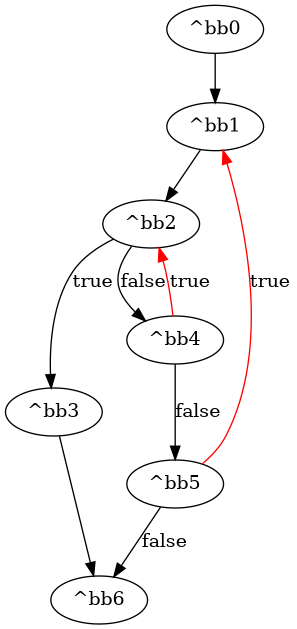 ^bb0
^bb1
^bb2
true
false
true
true
^bb4
^bb3
false
^bb5
false
^bb6